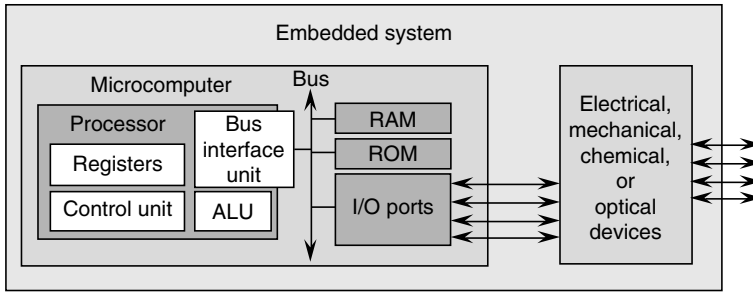 Embedded system
Microcomputer
Bus
Processor
Bus
interface
unit
Registers
Control unit
ALU
RAM
ROM
I/O ports
Electrical,
mechanical,
chemical,
or
optical
devices